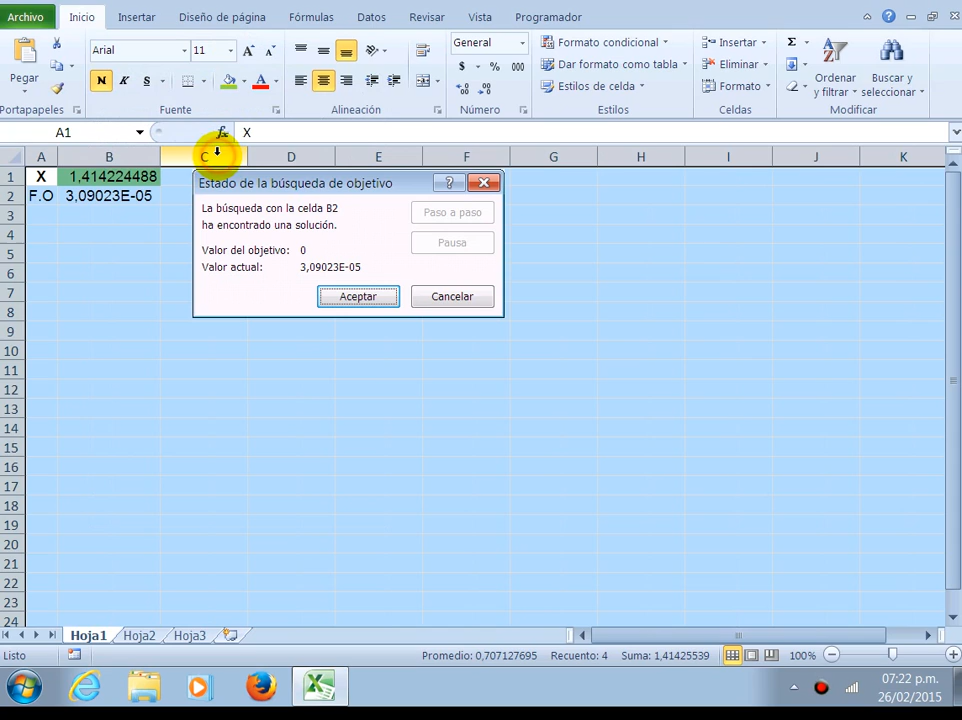 Archivo Inicio Insertar Diseño de página Fórmulas Datos Revisar Vista Programador
Pegar
Arial 11
N K S A
General
$ % 000
Formato condicional
Dar formato como tabla
Estilos de celda
Insertar
Eliminar
Formato
Σ
Ordenar y filtrar
Buscar y seleccionar
Portapapeles Fuente Alineación Número Estilos Celdas Modificar
A1 fx X
A B C D E F G H I J K
1 X 1,414224488
2 F.O 3,09023E-05
3
4
5
6
7
8
9
10
11
12
13
14
15
16
17
18
19
20
21
22
23
24
Estado de la búsqueda de objetivo
La búsqueda con la celda B2
ha encontrado una solución.
Valor del objetivo: 0
Valor actual: 3,09023E-05
Paso a paso
Pausa
Aceptar Cancelar
Hoja1 Hoja2 Hoja3
Listo Promedio: 0,707127695 Recuento: 4 Suma: 1,41425539 100%
07:22 p.m.
26/02/2015